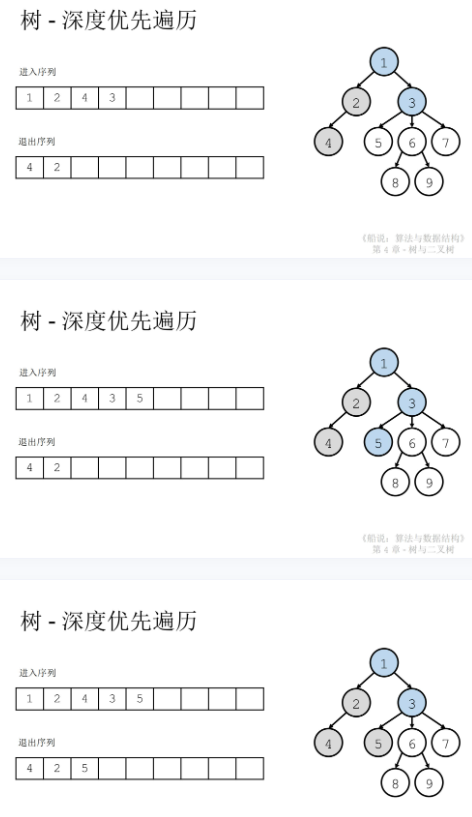 树 - 深度优先遍历
进入序列
1 2 4 3
退出序列
4 2
1
2 3
4 5 6 7
8 9
《船说：算法与数据结构》
第 4 章 - 树与二叉树
树 - 深度优先遍历
进入序列
1 2 4 3 5
退出序列
4 2
1
2 3
4 5 6 7
8 9
《船说：算法与数据结构》
第 4 章 - 树与二叉树
树 - 深度优先遍历
进入序列
1 2 4 3 5
退出序列
4 2 5
1
2 3
4 5 6 7
8 9